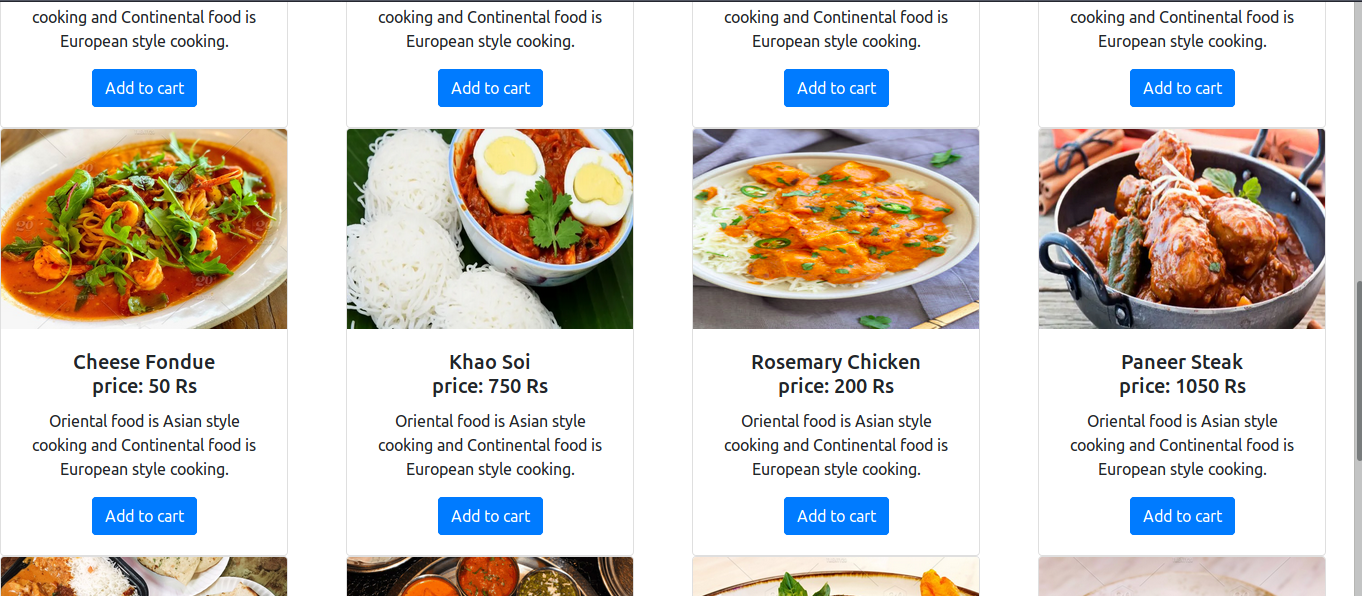 cooking and Continental food is
European style cooking.
Add to cart
cooking and Continental food is
European style cooking.
Add to cart
cooking and Continental food is
European style cooking.
Add to cart
cooking and Continental food is
European style cooking.
Add to cart
Cheese Fondue
price: 50 Rs
Oriental food is Asian style
cooking and Continental food is
European style cooking.
Add to cart
Khao Soi
price: 750 Rs
Oriental food is Asian style
cooking and Continental food is
European style cooking.
Add to cart
Rosemary Chicken
price: 200 Rs
Oriental food is Asian style
cooking and Continental food is
European style cooking.
Add to cart
Paneer Steak
price: 1050 Rs
Oriental food is Asian style
cooking and Continental food is
European style cooking.
Add to cart